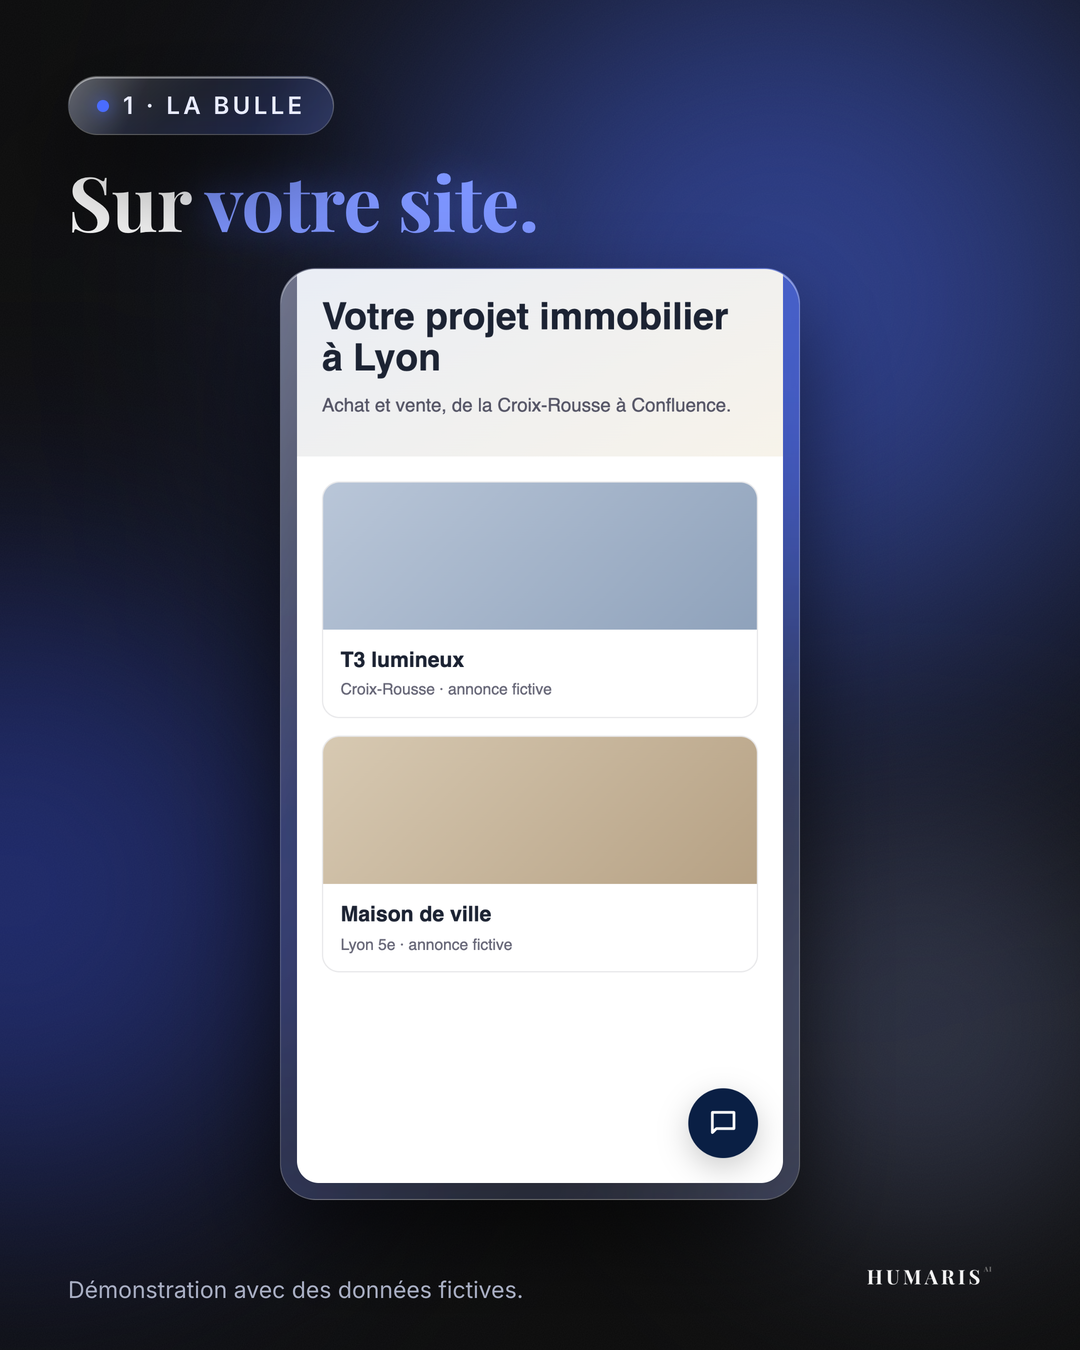 1 · LA BULLE
Sur votre site.
Votre projet immobilier
à Lyon
Achat et vente, de la Croix-Rousse à Confluence.
T3 lumineux
Croix-Rousse · annonce fictive
Maison de ville
Lyon 5e · annonce fictive
Démonstration avec des données fictives.
HUMARIS AI